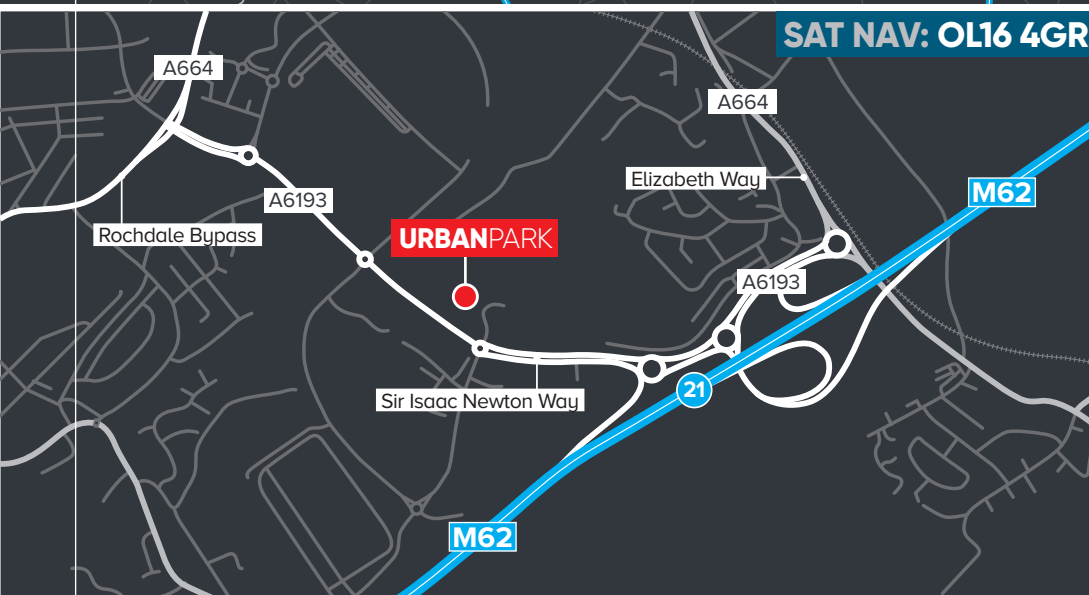 SAT NAV: OL16 4GR
A664
A664
Elizabeth Way
M62
A6193
Rochdale Bypass
URBANPARK
A6193
Sir Isaac Newton Way
21
M62